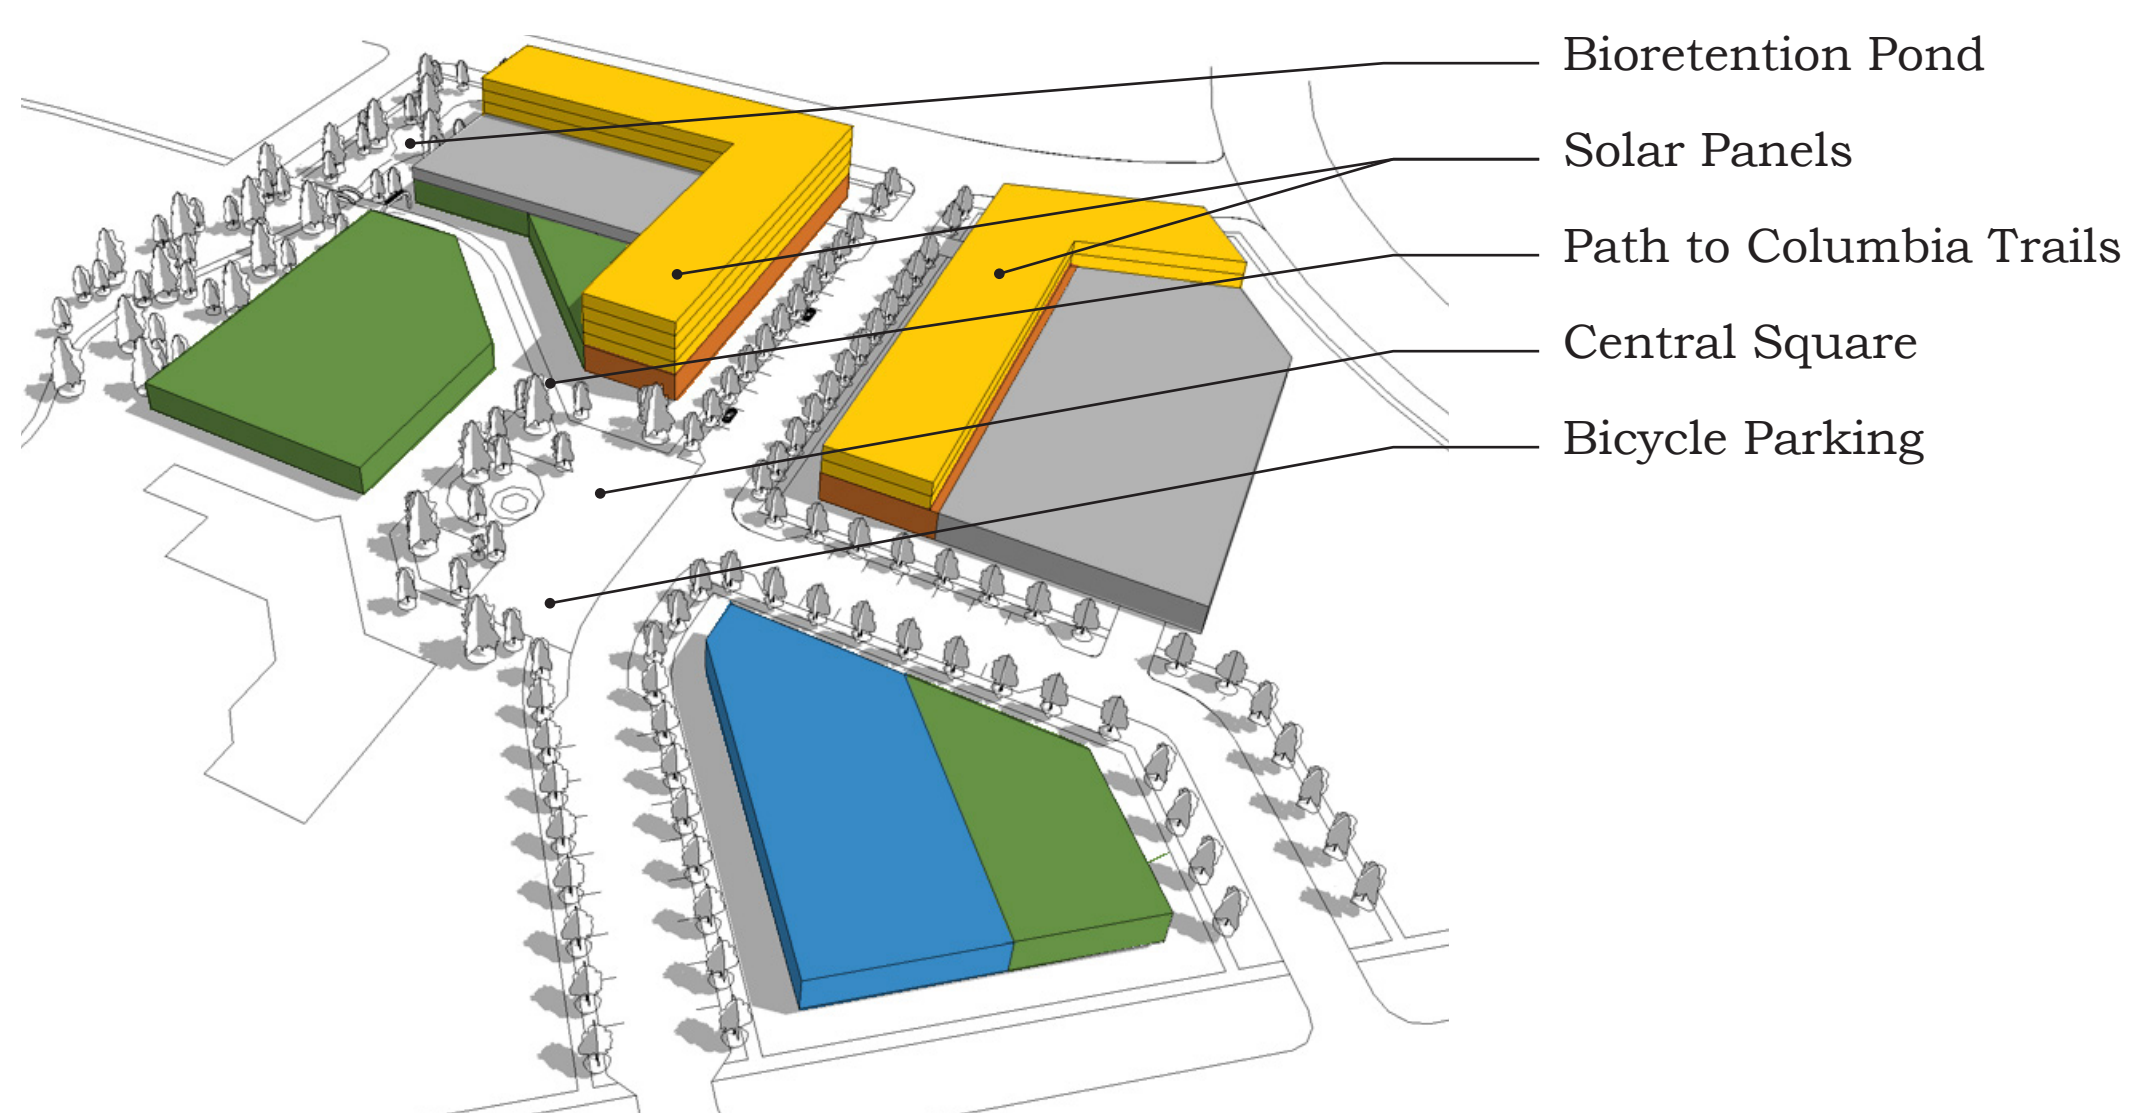 Bioretention Pond
Solar Panels
Path to Columbia Trails
Central Square
Bicycle Parking